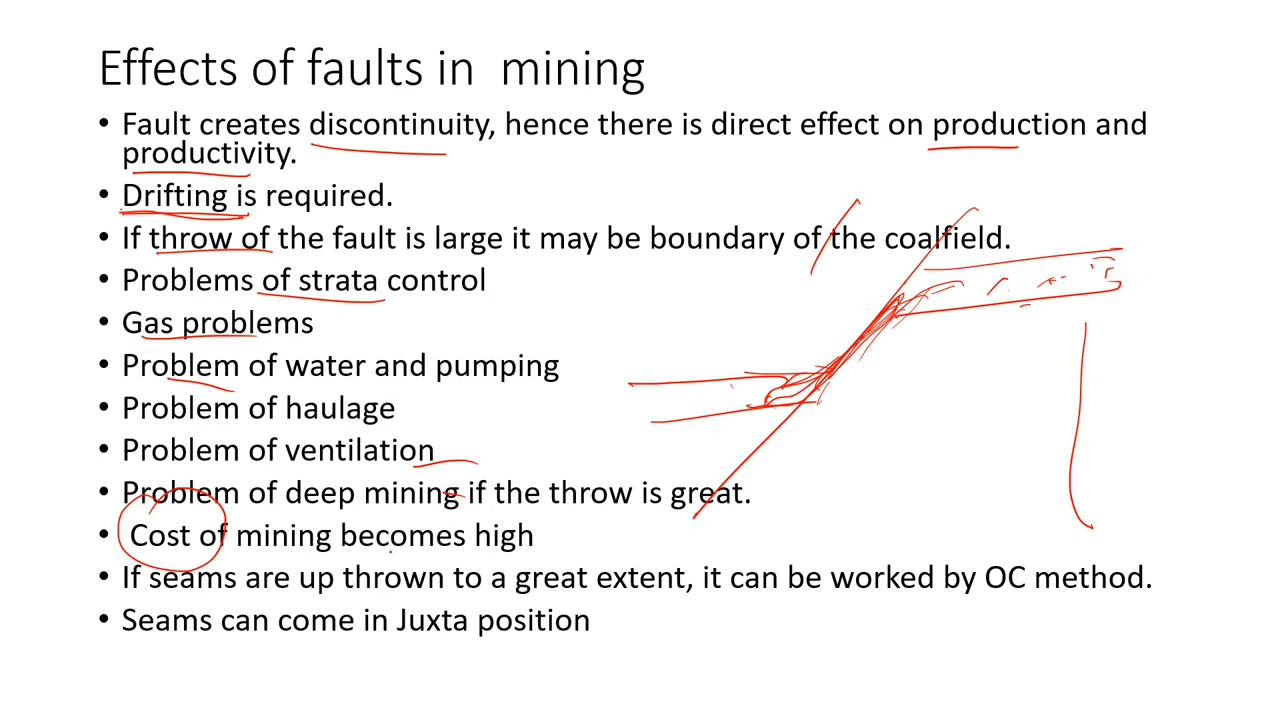 Effects of faults in mining
• Fault creates discontinuity, hence there is direct effect on production and
productivity.
• Drifting is required.
• If throw of the fault is large it may be boundary of the coalfield.
• Problems of strata control
• Gas problems
• Problem of water and pumping
• Problem of haulage
• Problem of ventilation
• Problem of deep mining if the throw is great.
• Cost of mining becomes high
• If seams are up thrown to a great extent, it can be worked by OC method.
• Seams can come in Juxta position